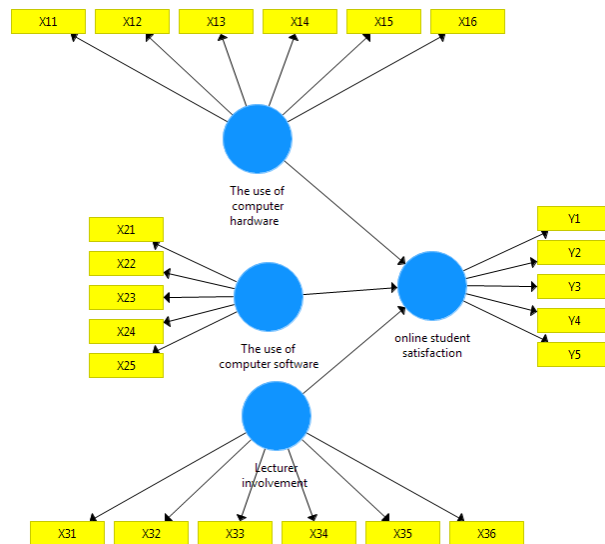 X11 X12 X13 X14 X15 X16
The use of
computer
hardware
X21
X22
X23
X24
X25
The use of
computer software
Y1
Y2
Y3
Y4
Y5
online student
satisfaction
Lecturer
involvement
X31 X32 X33 X34 X35 X36